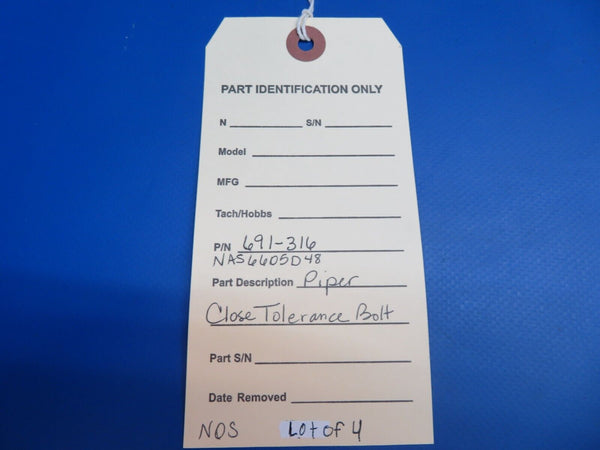 PART IDENTIFICATION ONLY
N S/N
Model
MFG
Tach/Hobbs
P/N 691-316
NAS6605D48
Part Description Piper
Close Tolerance Bolt
Part S/N
Date Removed
NOS Lot of 4